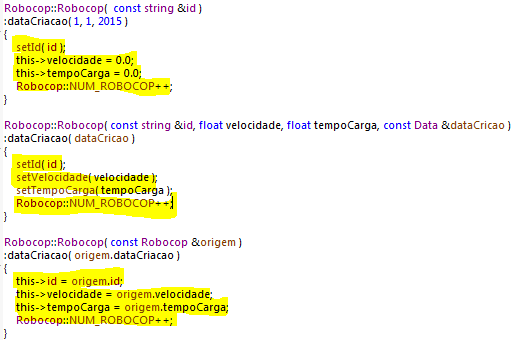 Robocop::Robocop(  const string &id )
:dataCriacao( 1, 1, 2015 )
{
setId( id );
this->velocidade = 0.0;
this->tempoCarga = 0.0;
Robocop::NUM_ROBOCOP++;
}
Robocop::Robocop( const string &id, float velocidade, float tempoCarga, const Data &dataCricao )
:dataCriacao( dataCricao )
{
setId( id );
setVelocidade( velocidade );
setTempoCarga( tempoCarga );
Robocop::NUM_ROBOCOP++;
}
Robocop::Robocop( const Robocop &origem )
:dataCriacao( origem.dataCriacao )
{
this->id = origem.id;
this->velocidade = origem.velocidade;
this->tempoCarga = origem.tempoCarga;
Robocop::NUM_ROBOCOP++;
}